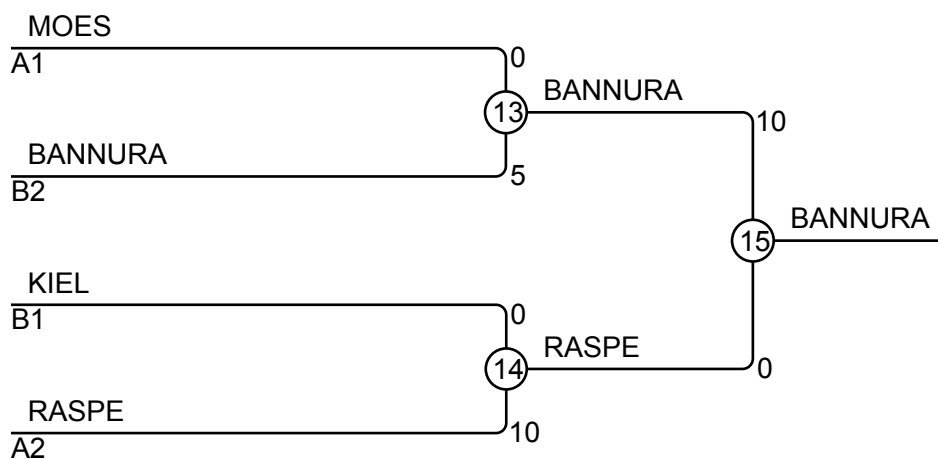 MOES
A1
0
13
BANNURA
10
BANNURA
B2
5
15
BANNURA
KIEL
B1
0
14
RASPE
0
RASPE
A2
10